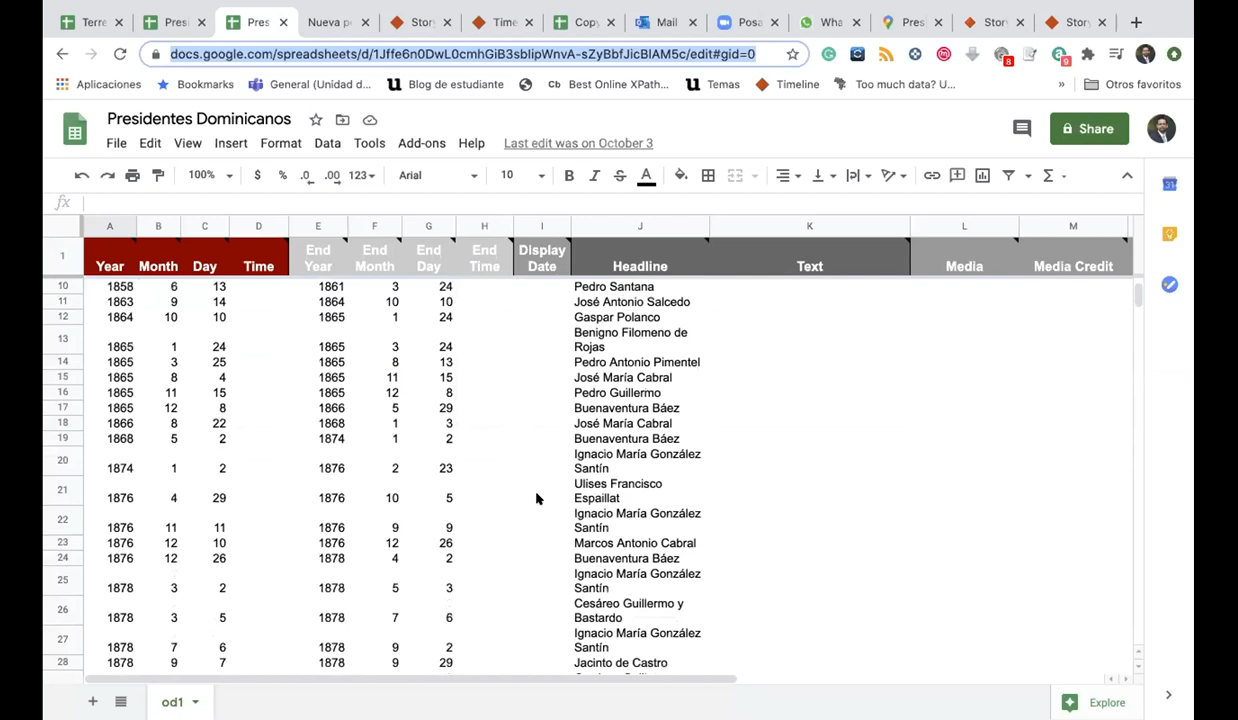 Terre
Presi
Pres
Nueva p
Story
Time
Copy
Mail
Posa
Wha
Pres
Story
Story
docs.google.com/spreadsheets/d/1Jffe6n0DwL0cmhGiB3sblipWnvA-sZyBbfJicBlAM5c/edit#gid=0
8
9
Aplicaciones
Bookmarks
General (Unidad d...
Blog de estudiante
Cb Best Online XPath...
Temas
Timeline
Too much data? U...
»
Otros favoritos
Presidentes Dominicanos
Share
File Edit View Insert Format Data Tools Add-ons Help Last edit was on October 3
100% $ % .0 .00 123 Arial 10 B I S A
fx
A B C D E F G H I J K L M
1 Year Month Day Time End Year End Month End Day End Time Display Date Headline Text Media Media Credit
10 1858 6 13 1861 3 24 Pedro Santana
11 1863 9 14 1864 10 10 José Antonio Salcedo
12 1864 10 10 1865 1 24 Gaspar Polanco
13 1865 1 24 1865 3 24 Benigno Filomeno de Rojas
14 1865 3 25 1865 8 13 Pedro Antonio Pimentel
15 1865 8 4 1865 11 15 José María Cabral
16 1865 11 15 1865 12 8 Pedro Guillermo
17 1865 12 8 1866 5 29 Buenaventura Báez
18 1866 8 22 1868 1 3 José María Cabral
19 1868 5 2 1874 1 2 Buenaventura Báez
20 1874 1 2 1876 2 23 Ignacio María González Santín
21 1876 4 29 1876 10 5 Ulises Francisco Espaillat
22 1876 11 11 1876 9 9 Ignacio María González Santín
23 1876 12 10 1876 12 26 Marcos Antonio Cabral
24 1876 12 26 1878 4 2 Buenaventura Báez
25 1878 3 2 1878 5 3 Ignacio María González Santín
26 1878 3 5 1878 7 6 Cesáreo Guillermo y Bastardo
27 1878 7 6 1878 9 2 Ignacio María González Santín
28 1878 9 7 1878 9 29 Jacinto de Castro
od1
Explore